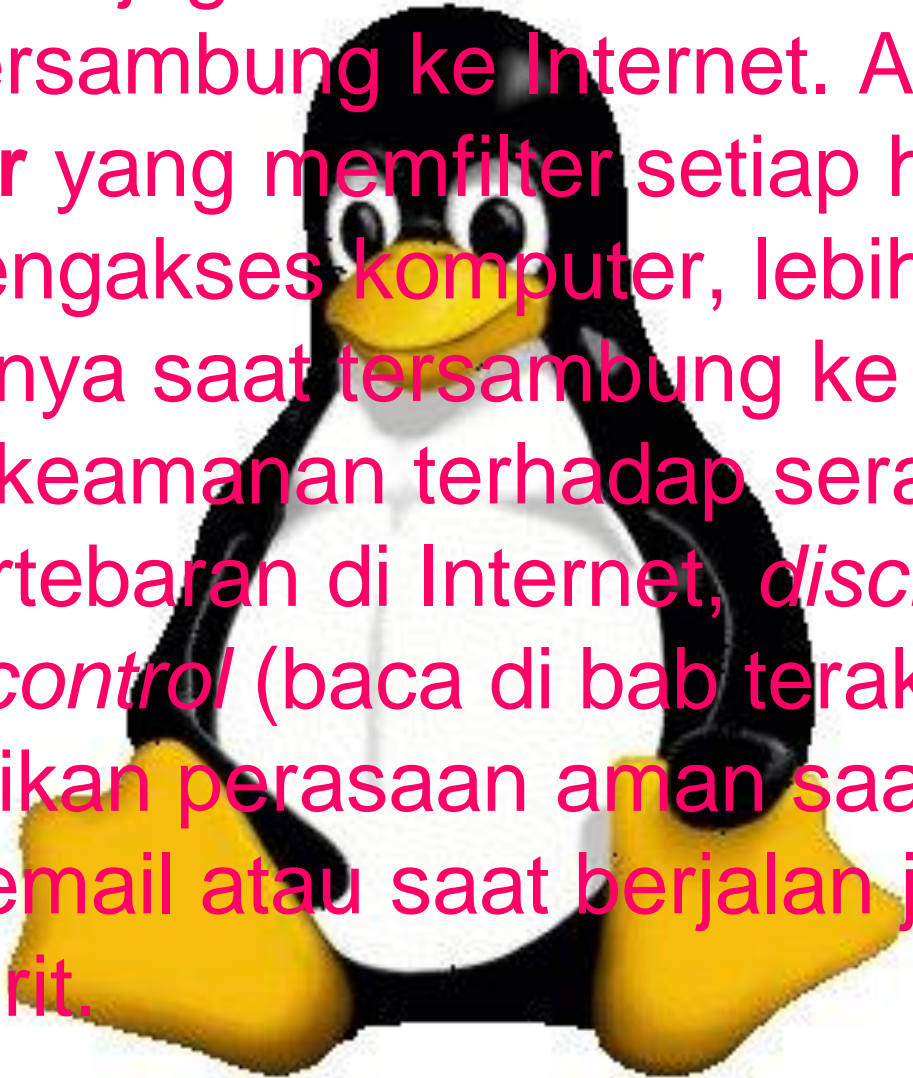 ersambung ke Internet. A
r yang memfilter setiap h
engakses komputer, lebih
nya saat tersambung ke
keamanan terhadap sera
rtebaran di Internet, disc
control (baca di bab terak
ikan perasaan aman saa
email atau saat berjalan j
rit.